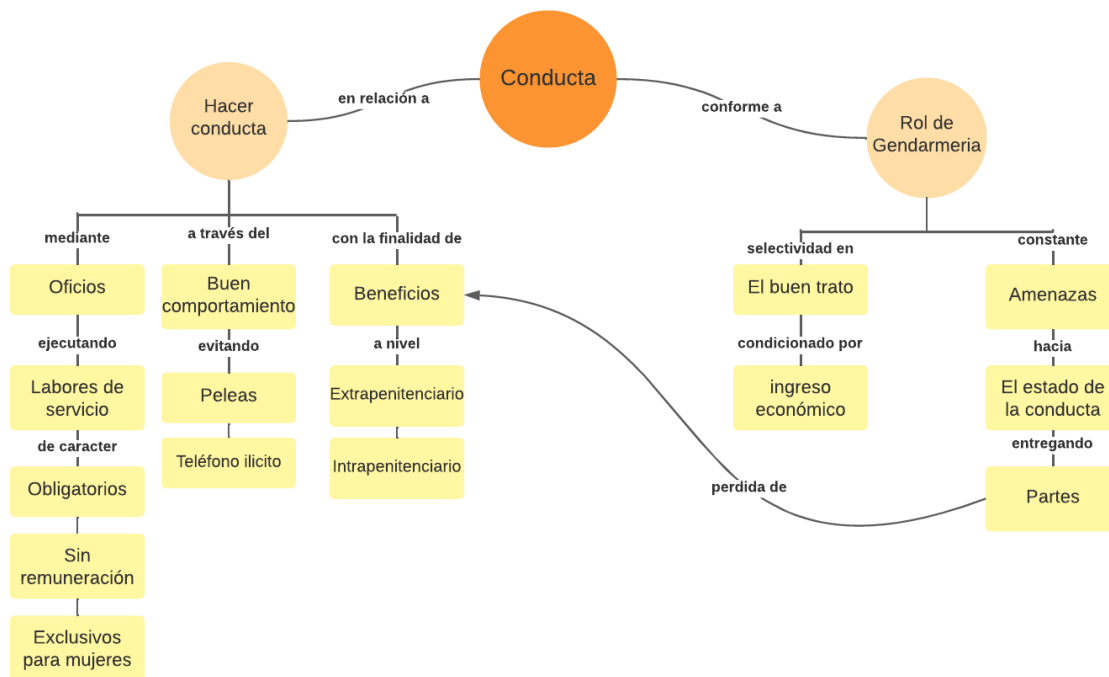 Conducta
en relación a
conforme a
Hacer
conducta
Rol de
Gendarmeria
mediante
a través del
con la finalidad de
selectividad en
constante
Oficios
Buen
comportamiento
Beneficios
El buen trato
Amenazas
ejecutando
evitando
a nivel
condicionado por
hacia
Labores de
servicio
Peleas
Extrapenitenciario
ingreso
económico
El estado de
la conducta
de caracter
entregando
Teléfono ilicito
Intrapenitenciario
Obligatorios
perdida de
Partes
Sin
remuneración
Exclusivos
para mujeres